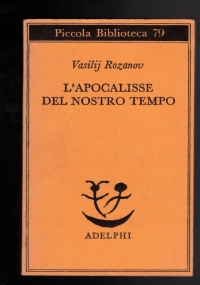 Piccola Biblioteca 79
Vasilij Rozanov
L'APOCALISSE
DEL NOSTRO TEMPO
ADELPHI